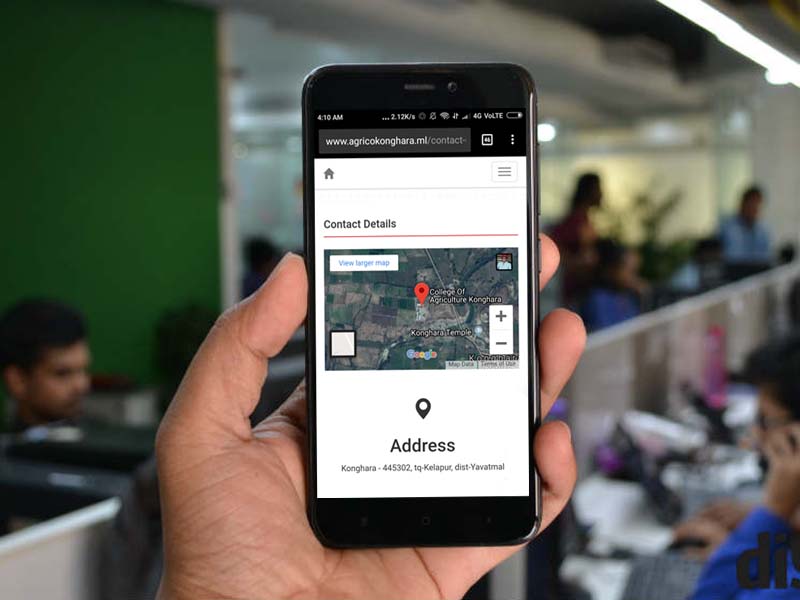 4:10 AM ... 2.12K/s 4G VoLTE
www.agricokonghara.ml/contact- 46
Contact Details
View larger map
College Of
Agriculture Konghara
Konghara Temple
Google
Map Data Terms of Use
Address
Konghara - 445302, tq-Kelapur, dist-Yavatmal